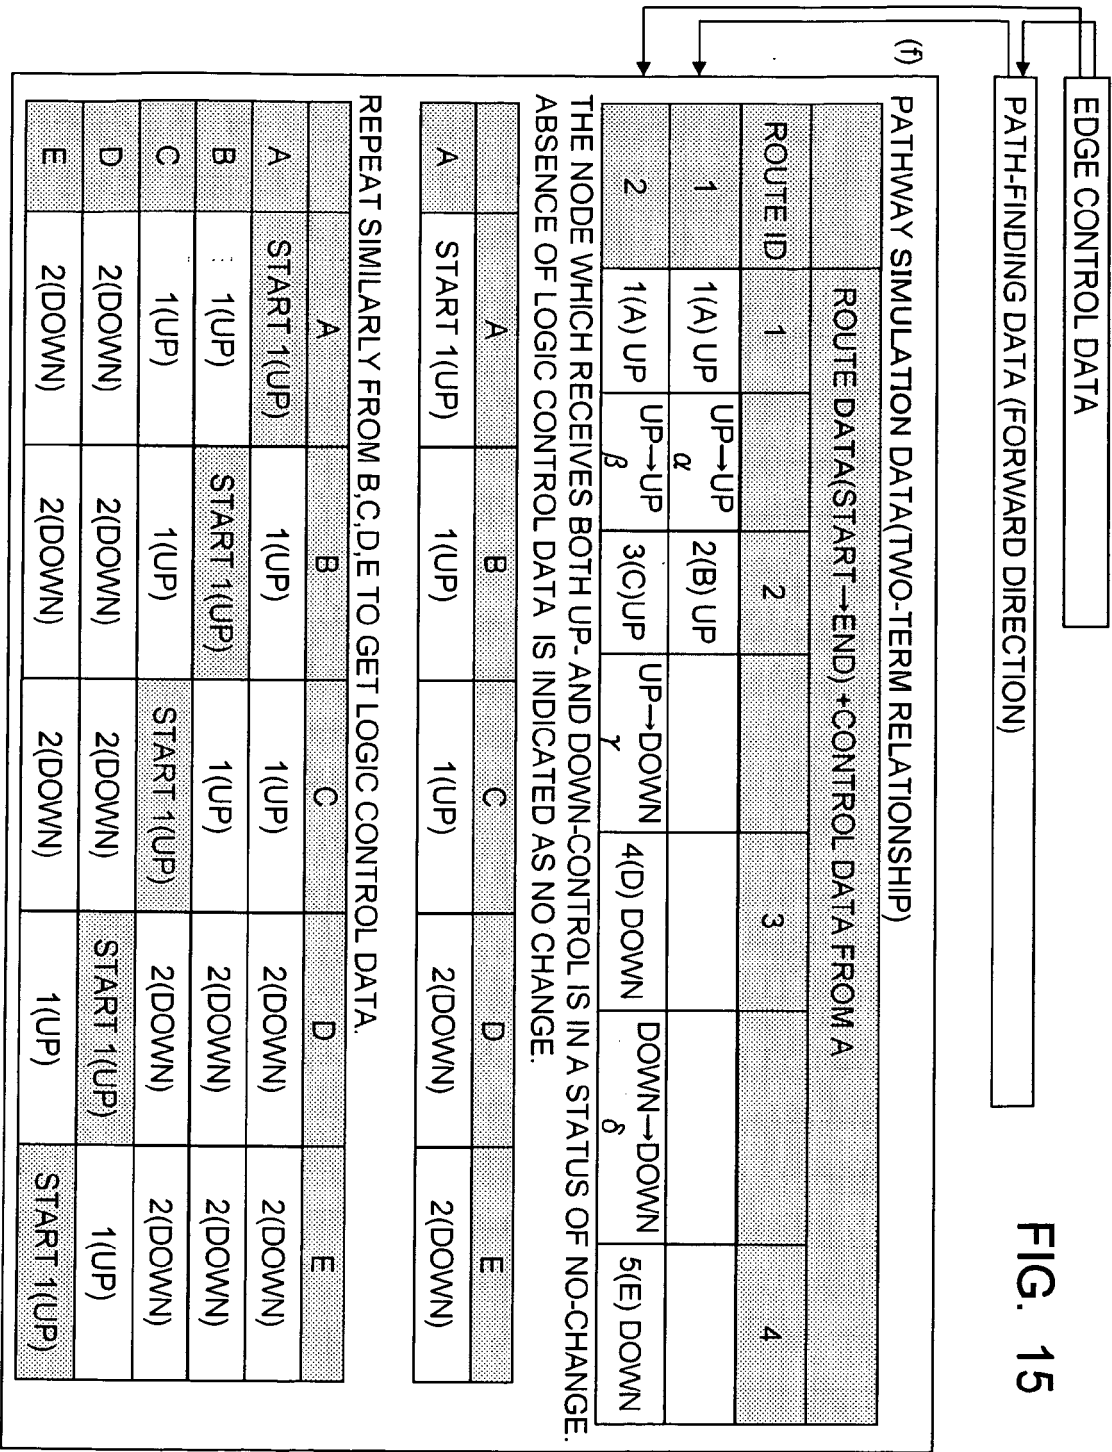 FIG. 15
EDGE CONTROL DATA
PATH-FINDING DATA (FORWARD DIRECTION)
(f)
PATHWAY SIMULATION DATA(TWO-TERM RELATIONSHIP)
ROUTE DATA(START→END) +CONTROL DATA FROM A
ROUTE ID 1 2 3 4
1 1(A) UP UP→UP α 2(B) UP
2 1(A) UP UP→UP β 3(C)UP UP→DOWN γ 4(D) DOWN DOWN→DOWN δ 5(E) DOWN
THE NODE WHICH RECEIVES BOTH UP- AND DOWN-CONTROL IS IN A STATUS OF NO-CHANGE.
ABSENCE OF LOGIC CONTROL DATA IS INDICATED AS NO CHANGE.
A B C D E
A START 1(UP) 1(UP) 1(UP) 2(DOWN) 2(DOWN)
REPEAT SIMILARLY FROM B,C,D,E TO GET LOGIC CONTROL DATA.
A B C D E
A START 1(UP) 1(UP) 1(UP) 2(DOWN) 2(DOWN)
B 1(UP) START 1(UP) 1(UP) 2(DOWN) 2(DOWN)
C 1(UP) 1(UP) START 1(UP) 2(DOWN) 2(DOWN)
D 2(DOWN) 2(DOWN) 2(DOWN) START 1(UP) 1(UP)
E 2(DOWN) 2(DOWN) 2(DOWN) 1(UP) START 1(UP)